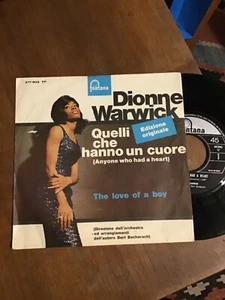 fontana
Dionne
Warwick
Edizione
originale
Quelli
che
hanno un cuore
(Anyone who had a heart)
The love of a boy
(Direzione dell'orchestra
ed arrangiamenti
dell'autore Burt Bacharach)
fontana
45